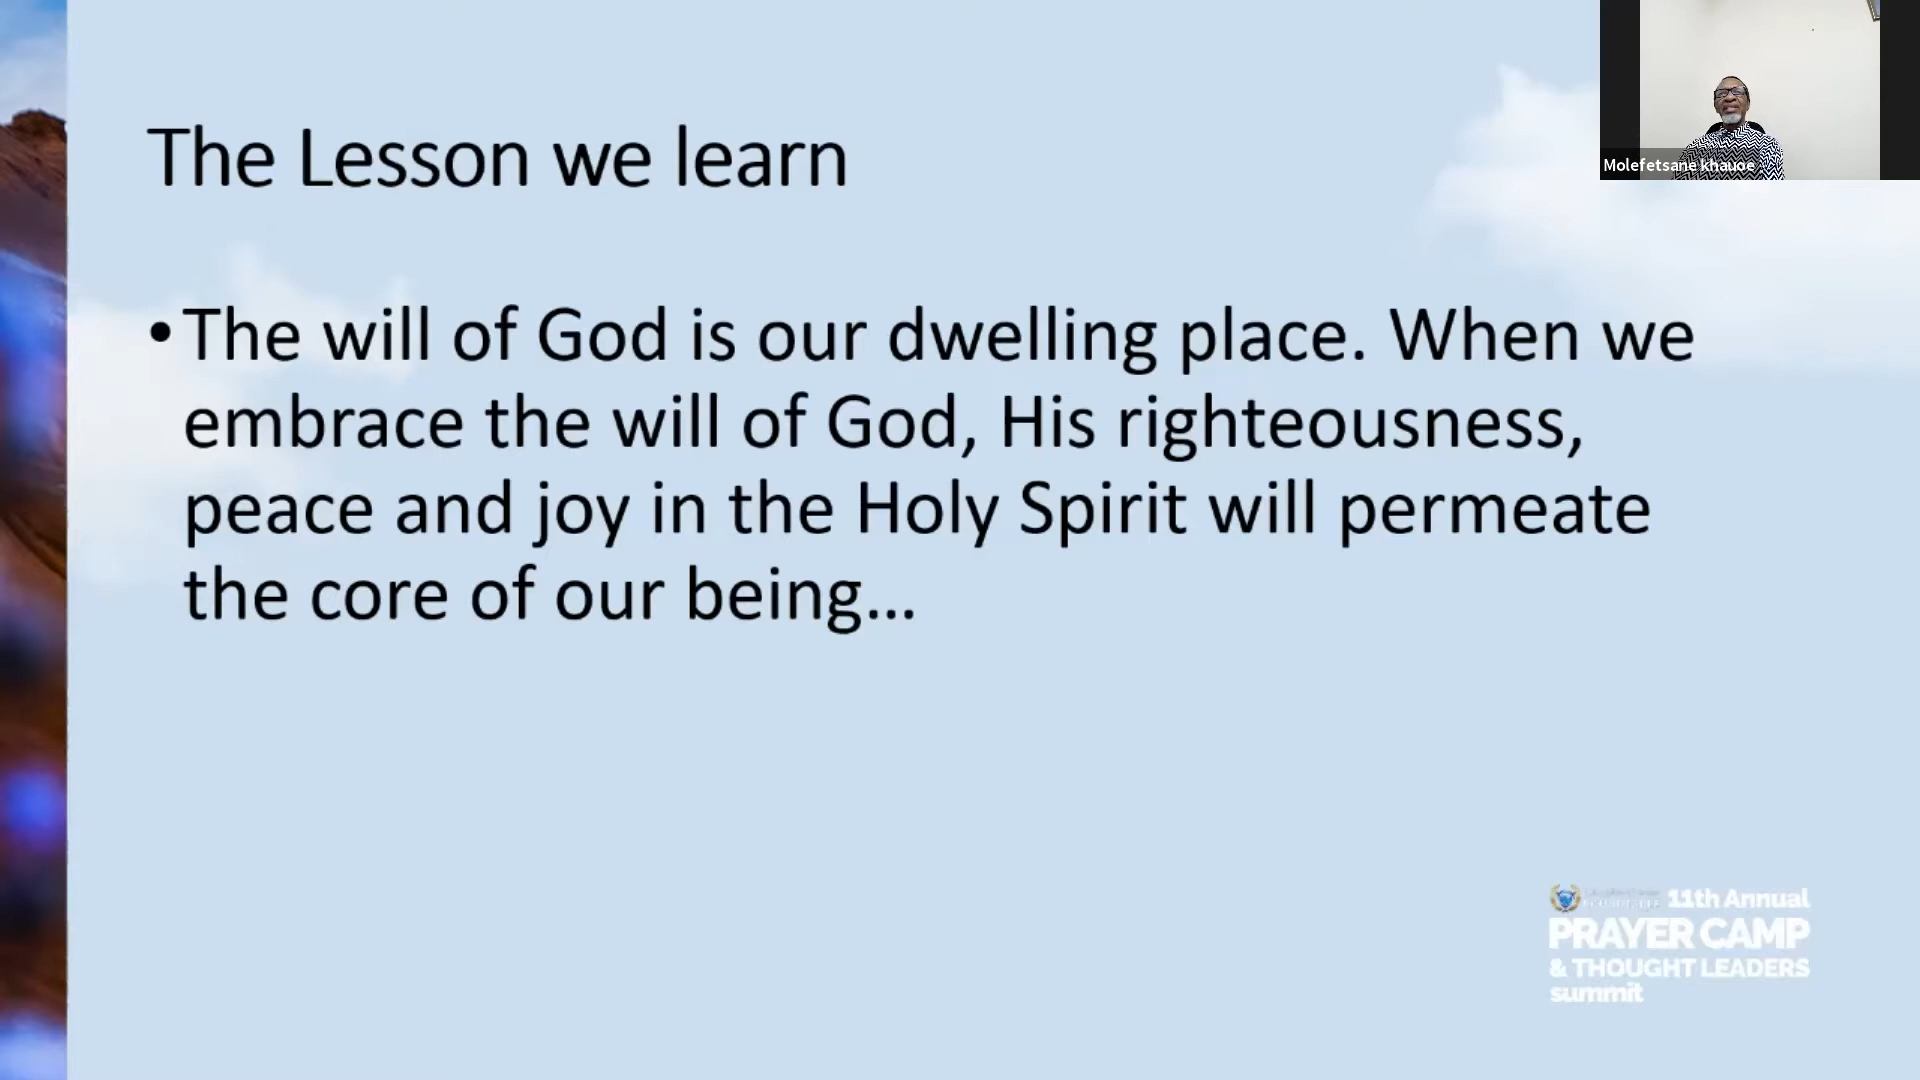 Molefetsane khauoe
The Lesson we learn
• The will of God is our dwelling place. When we
embrace the will of God, His righteousness,
peace and joy in the Holy Spirit will permeate
the core of our being...
11th Annual
PRAYER CAMP
& THOUGHT LEADERS
summit